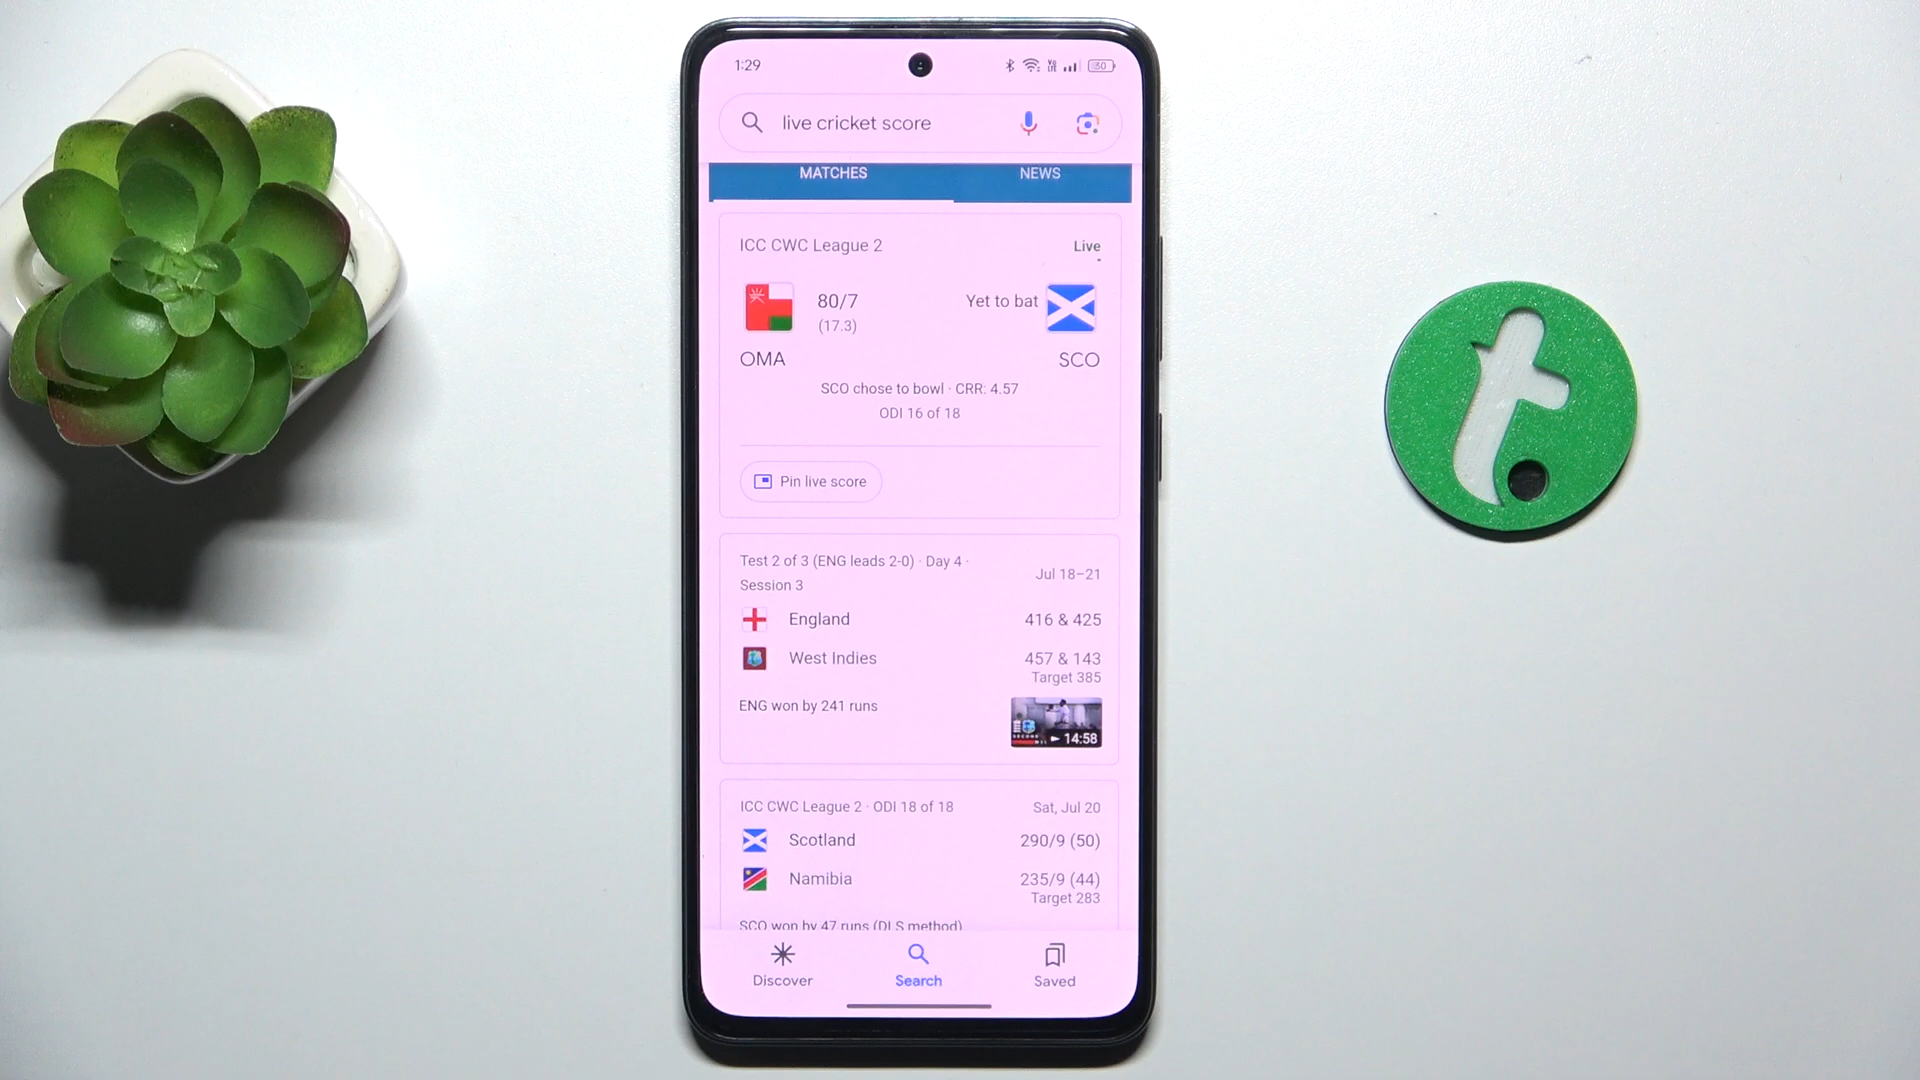 1:29
30
live cricket score
MATCHES NEWS
ICC CWC League 2 Live
80/7 Yet to bat
(17.3)
OMA SCO
SCO chose to bowl · CRR: 4.57
ODI 16 of 18
Pin live score
Test 2 of 3 (ENG leads 2-0) · Day 4 ·
Session 3
Jul 18–21
England 416 & 425
West Indies 457 & 143
Target 385
ENG won by 241 runs
14:58
ICC CWC League 2 · ODI 18 of 18 Sat, Jul 20
Scotland 290/9 (50)
Namibia 235/9 (44)
Target 283
SCO won by 47 runs (DLS method)
Discover Search Saved